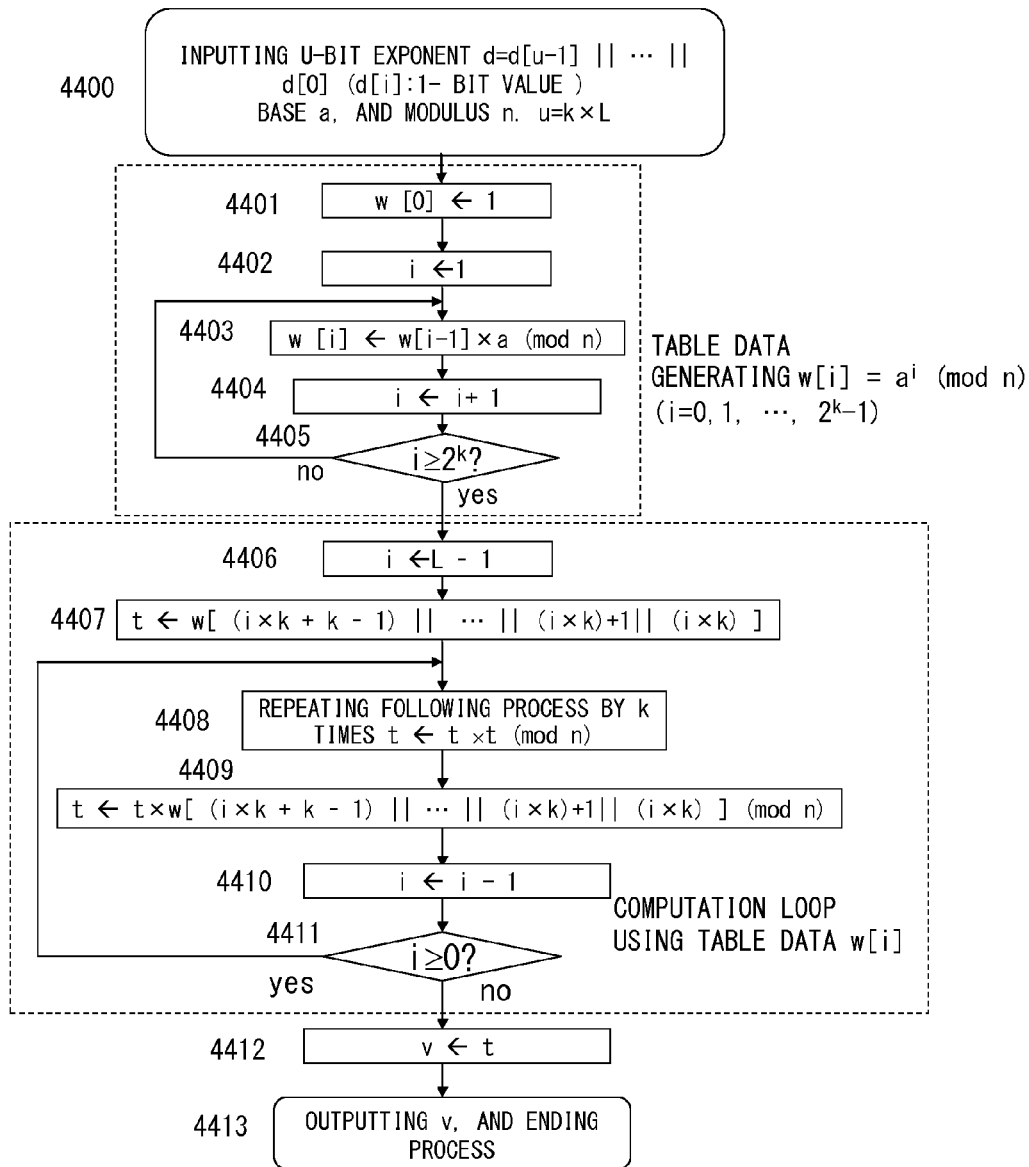 4400
INPUTTING U-BIT EXPONENT d=d[u-1] || ⋯ ||
d[0] (d[i]:1- BIT VALUE )
BASE a, AND MODULUS n. u=k×L
4401
w [0] ← 1
4402
i ←1
4403
w [i] ← w[i-1]×a (mod n)
4404
i ← i+ 1
4405
i≥2ᵏ?
no
yes
TABLE DATA
GENERATING w[i] = aⁱ (mod n)
(i=0, 1, ⋯, 2ᵏ-1)
4406
i ←L - 1
4407
t ← w[ (i×k + k - 1) || ⋯ || (i×k)+1|| (i×k) ]
4408
REPEATING FOLLOWING PROCESS BY k
TIMES t ← t ×t (mod n)
4409
t ← t×w[ (i×k + k - 1) || ⋯ || (i×k)+1|| (i×k) ] (mod n)
4410
i ← i - 1
4411
i≥0?
yes
no
COMPUTATION LOOP
USING TABLE DATA w[i]
4412
v ← t
4413
OUTPUTTING v, AND ENDING
PROCESS